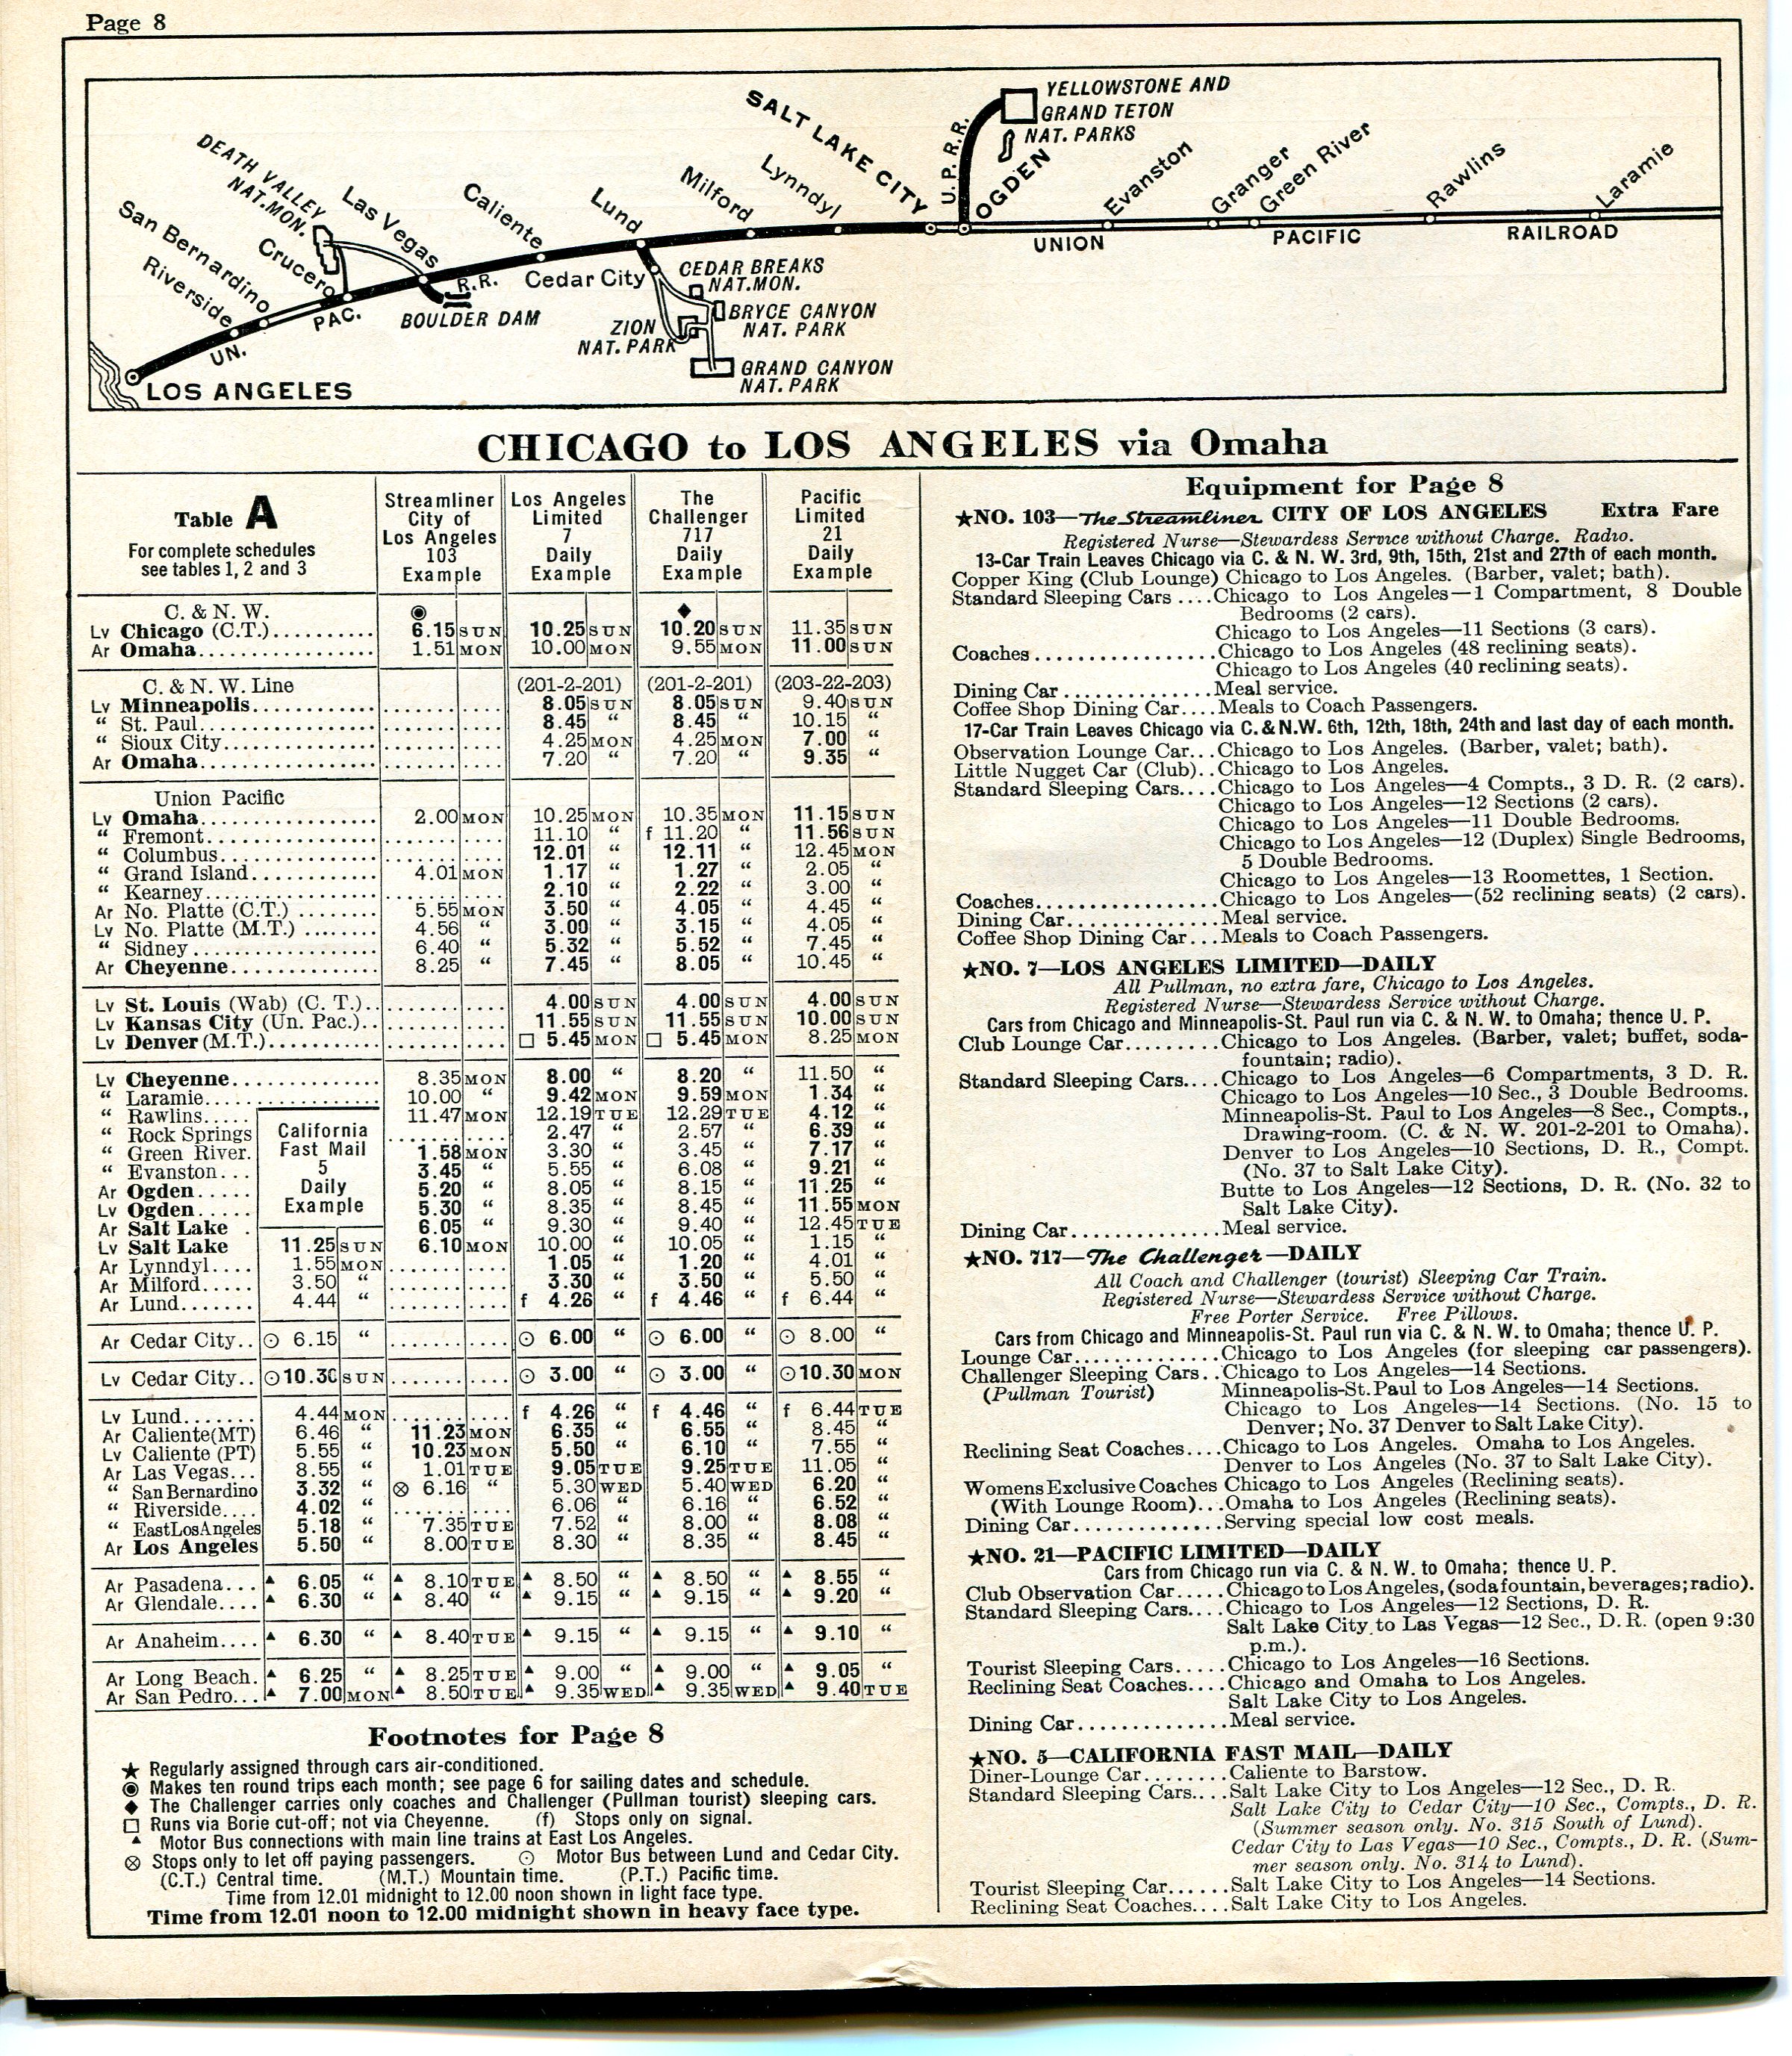 Page 8
YELLOWSTONE AND
GRAND TETON
NAT. PARKS
SALT LAKE CITY
U. P. R. R.
OGDEN
Evanston
Granger
Green River
Rawlins
Laramie
UNION PACIFIC RAILROAD
DEATH VALLEY
NAT. MON.
San Bernardino
Riverside
Crucero
Las Vegas
Caliente
Lund
Milford
Lynndyl
UN. PAC. R.R.
BOULDER DAM
Cedar City
CEDAR BREAKS
NAT. MON.
BRYCE CANYON
NAT. PARK
ZION
NAT. PARK
GRAND CANYON
NAT. PARK
LOS ANGELES
CHICAGO to LOS ANGELES via Omaha
Table A
For complete schedules
see tables 1, 2 and 3
Streamliner
City of
Los Angeles
103
Example
Los Angeles
Limited
7
Daily
Example
The
Challenger
717
Daily
Example
Pacific
Limited
21
Daily
Example
C. & N. W. ◉ ◆
Lv Chicago (C.T.).......... 6.15 SUN 10.25 SUN 10.20 SUN 11.35 SUN
Ar Omaha................ 1.51 MON 10.00 MON 9.55 MON 11.00 SUN
C. & N. W. Line (201-2-201) (201-2-201) (203-22-203)
Lv Minneapolis........... ........ 8.05 SUN 8.05 SUN 9.40 SUN
“ St. Paul................ ........ 8.45 “ 8.45 “ 10.15 “
“ Sioux City.............. ........ 4.25 MON 4.25 MON 7.00 “
Ar Omaha................ ........ 7.20 “ 7.20 “ 9.35 “
Union Pacific
Lv Omaha................ 2.00 MON 10.25 MON 10.35 MON 11.15 SUN
“ Fremont................ ........ 11.10 “ f 11.20 “ 11.56 SUN
“ Columbus.............. ........ 12.01 “ 12.11 “ 12.45 MON
“ Grand Island........... 4.01 MON 1.17 “ 1.27 “ 2.05 “
“ Kearney................ ........ 2.10 “ 2.22 “ 3.00 “
Ar No. Platte (C.T.) ........ 5.55 MON 3.50 “ 4.05 “ 4.45 “
Lv No. Platte (M.T.) ....... 4.56 “ 3.00 “ 3.15 “ 4.05 “
“ Sidney................. 6.40 “ 5.32 “ 5.52 “ 7.45 “
Ar Cheyenne............. 8.25 “ 7.45 “ 8.05 “ 10.45 “
Lv St. Louis (Wab) (C. T.).. ........ 4.00 SUN 4.00 SUN 4.00 SUN
Lv Kansas City (Un. Pac.).. ........ 11.55 SUN 11.55 SUN 10.00 SUN
Lv Denver (M.T.)........... ........ □ 5.45 MON □ 5.45 MON 8.25 MON
Lv Cheyenne............. 8.35 MON 8.00 “ 8.20 “ 11.50 “
“ Laramie................ 10.00 “ 9.42 MON 9.59 MON 1.34 “
“ Rawlins..... 11.47 MON 12.19 TUE 12.29 TUE 4.12 “
California
Fast Mail
5
Daily
Example
“ Rock Springs ........ 2.47 “ 2.57 “ 6.39 “
“ Green River. 1.58 MON 3.30 “ 3.45 “ 7.17 “
“ Evanston... 3.45 “ 5.55 “ 6.08 “ 9.21 “
Ar Ogden..... 5.20 “ 8.05 “ 8.15 “ 11.25 “
Lv Ogden..... 5.30 “ 8.35 “ 8.45 “ 11.55 MON
Ar Salt Lake . 6.05 “ 9.30 “ 9.40 “ 12.45 TUE
Lv Salt Lake 11.25 SUN 6.10 MON 10.00 “ 10.05 “ 1.15 “
Ar Lynndyl.... 1.55 MON ........ 1.05 “ 1.20 “ 4.01 “
Ar Milford..... 3.50 “ ........ 3.30 “ 3.50 “ 5.50 “
Ar Lund....... 4.44 “ ........ f 4.26 “ f 4.46 “ f 6.44 “
Ar Cedar City.. ⊙ 6.15 “ ........ ⊙ 6.00 “ ⊙ 6.00 “ ⊙ 8.00 “
Lv Cedar City.. ⊙ 10.30 SUN ........ ⊙ 3.00 “ ⊙ 3.00 “ ⊙ 10.30 MON
Lv Lund....... 4.44 MON ........ f 4.26 “ f 4.46 “ f 6.44 TUE
Ar Caliente(MT) 6.46 “ 11.23 MON 6.35 “ 6.55 “ 8.45 “
Lv Caliente (PT) 5.55 “ 10.23 MON 5.50 “ 6.10 “ 7.55 “
Ar Las Vegas... 8.55 “ 1.01 TUE 9.05 TUE 9.25 TUE 11.05 “
“ San Bernardino 3.32 “ ⊗ 6.16 “ 5.30 WED 5.40 WED 6.20 “
“ Riverside.... 4.02 “ ........ 6.06 “ 6.16 “ 6.52 “
“ East Los Angeles 5.18 “ 7.35 TUE 7.52 “ 8.00 “ 8.08 “
Ar Los Angeles 5.50 “ 8.00 TUE 8.30 “ 8.35 “ 8.45 “
Ar Pasadena... ▲ 6.05 “ ▲ 8.10 TUE ▲ 8.50 “ ▲ 8.50 “ ▲ 8.55 “
Ar Glendale.... ▲ 6.30 “ ▲ 8.40 “ ▲ 9.15 “ ▲ 9.15 “ ▲ 9.20 “
Ar Anaheim.... ▲ 6.30 “ ▲ 8.40 TUE ▲ 9.15 “ ▲ 9.15 “ ▲ 9.10 “
Ar Long Beach. ▲ 6.25 “ ▲ 8.25 TUE ▲ 9.00 “ ▲ 9.00 “ ▲ 9.05 “
Ar San Pedro... ▲ 7.00 MON ▲ 8.50 TUE ▲ 9.35 WED ▲ 9.35 WED ▲ 9.40 TUE
Footnotes for Page 8
★ Regularly assigned through cars air-conditioned.
◉ Makes ten round trips each month; see page 6 for sailing dates and schedule.
◆ The Challenger carries only coaches and Challenger (Pullman tourist) sleeping cars.
□ Runs via Borie cut-off; not via Cheyenne. (f) Stops only on signal.
▲ Motor Bus connections with main line trains at East Los Angeles.
⊗ Stops only to let off paying passengers. ⊙ Motor Bus between Lund and Cedar City.
(C.T.) Central time. (M.T.) Mountain time. (P.T.) Pacific time.
Time from 12.01 midnight to 12.00 noon shown in light face type.
Time from 12.01 noon to 12.00 midnight shown in heavy face type.
Equipment for Page 8
★NO. 103—The Streamliner CITY OF LOS ANGELES Extra Fare
Registered Nurse—Stewardess Service without Charge. Radio.
13-Car Train Leaves Chicago via C. & N. W. 3rd, 9th, 15th, 21st and 27th of each month.
Copper King (Club Lounge) Chicago to Los Angeles. (Barber, valet; bath).
Standard Sleeping Cars ....Chicago to Los Angeles—1 Compartment, 8 Double
Bedrooms (2 cars).
Chicago to Los Angeles—11 Sections (3 cars).
Coaches..................Chicago to Los Angeles (48 reclining seats).
Chicago to Los Angeles (40 reclining seats).
Dining Car ..............Meal service.
Coffee Shop Dining Car....Meals to Coach Passengers.
17-Car Train Leaves Chicago via C. & N.W. 6th, 12th, 18th, 24th and last day of each month.
Observation Lounge Car...Chicago to Los Angeles. (Barber, valet; bath).
Little Nugget Car (Club)..Chicago to Los Angeles.
Standard Sleeping Cars....Chicago to Los Angeles—4 Compts., 3 D. R. (2 cars).
Chicago to Los Angeles—12 Sections (2 cars).
Chicago to Los Angeles—11 Double Bedrooms.
Chicago to Los Angeles—12 (Duplex) Single Bedrooms,
5 Double Bedrooms.
Chicago to Los Angeles—13 Roomettes, 1 Section.
Coaches..................Chicago to Los Angeles—(52 reclining seats) (2 cars).
Dining Car...............Meal service.
Coffee Shop Dining Car...Meals to Coach Passengers.
★NO. 7—LOS ANGELES LIMITED—DAILY
All Pullman, no extra fare, Chicago to Los Angeles.
Registered Nurse—Stewardess Service without Charge.
Cars from Chicago and Minneapolis-St. Paul run via C. & N. W. to Omaha; thence U. P.
Club Lounge Car.........Chicago to Los Angeles. (Barber, valet; buffet, soda-
fountain; radio).
Standard Sleeping Cars....Chicago to Los Angeles—6 Compartments, 3 D. R.
Chicago to Los Angeles—10 Sec., 3 Double Bedrooms.
Minneapolis-St. Paul to Los Angeles—8 Sec., Compts.,
Drawing-room. (C. & N. W. 201-2-201 to Omaha).
Denver to Los Angeles—10 Sections, D. R., Compt.
(No. 37 to Salt Lake City).
Butte to Los Angeles—12 Sections, D. R. (No. 32 to
Salt Lake City).
Dining Car...............Meal service.
★NO. 717—The Challenger—DAILY
All Coach and Challenger (tourist) Sleeping Car Train.
Registered Nurse—Stewardess Service without Charge.
Free Porter Service. Free Pillows.
Cars from Chicago and Minneapolis-St. Paul run via C. & N. W. to Omaha; thence U. P.
Lounge Car..............Chicago to Los Angeles (for sleeping car passengers).
Challenger Sleeping Cars..Chicago to Los Angeles—14 Sections.
(Pullman Tourist) Minneapolis-St. Paul to Los Angeles—14 Sections.
Chicago to Los Angeles—14 Sections. (No. 15 to
Denver; No. 37 Denver to Salt Lake City).
Reclining Seat Coaches....Chicago to Los Angeles. Omaha to Los Angeles.
Denver to Los Angeles (No. 37 to Salt Lake City).
Womens Exclusive Coaches Chicago to Los Angeles (Reclining seats).
(With Lounge Room)...Omaha to Los Angeles (Reclining seats).
Dining Car...............Serving special low cost meals.
★NO. 21—PACIFIC LIMITED—DAILY
Cars from Chicago run via C. & N. W. to Omaha; thence U. P.
Club Observation Car.....Chicago to Los Angeles, (soda fountain, beverages; radio).
Standard Sleeping Cars....Chicago to Los Angeles—12 Sections, D. R.
Salt Lake City to Las Vegas—12 Sec., D. R. (open 9:30
p.m.).
Tourist Sleeping Cars.....Chicago to Los Angeles—16 Sections.
Reclining Seat Coaches....Chicago and Omaha to Los Angeles.
Salt Lake City to Los Angeles.
Dining Car...............Meal service.
★NO. 5—CALIFORNIA FAST MAIL—DAILY
Diner-Lounge Car........Caliente to Barstow.
Standard Sleeping Cars....Salt Lake City to Los Angeles—12 Sec., D. R.
Salt Lake City to Cedar City—10 Sec., Compts., D. R.
(Summer season only. No. 315 South of Lund).
Cedar City to Las Vegas—10 Sec., Compts., D. R. (Sum-
mer season only. No. 314 to Lund).
Tourist Sleeping Car......Salt Lake City to Los Angeles—14 Sections.
Reclining Seat Coaches....Salt Lake City to Los Angeles.